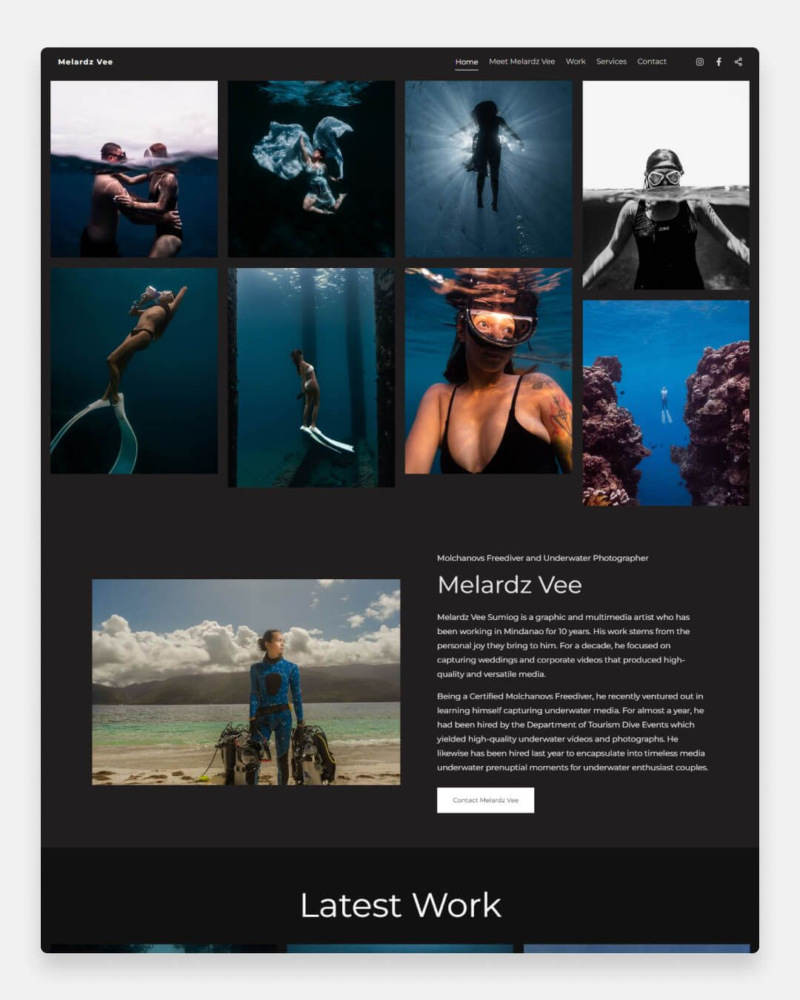 Melardz Vee
Home Meet Melardz Vee Work Services Contact
Molchanovs Freediver and Underwater Photographer
Melardz Vee
Melardz Vee Sumiog is a graphic and multimedia artist who has
been working in Mindanao for 10 years. His work stems from the
personal joy they bring to him. For a decade, he focused on
capturing weddings and corporate videos that produced high-
quality and versatile media.
Being a Certified Molchanovs Freediver, he recently ventured out in
learning himself capturing underwater media. For almost a year, he
had been hired by the Department of Tourism Dive Events which
yielded high-quality underwater videos and photographs. He
likewise has been hired last year to encapsulate into timeless media
underwater prenuptial moments for underwater enthusiast couples.
Contact Melardz Vee
Latest Work